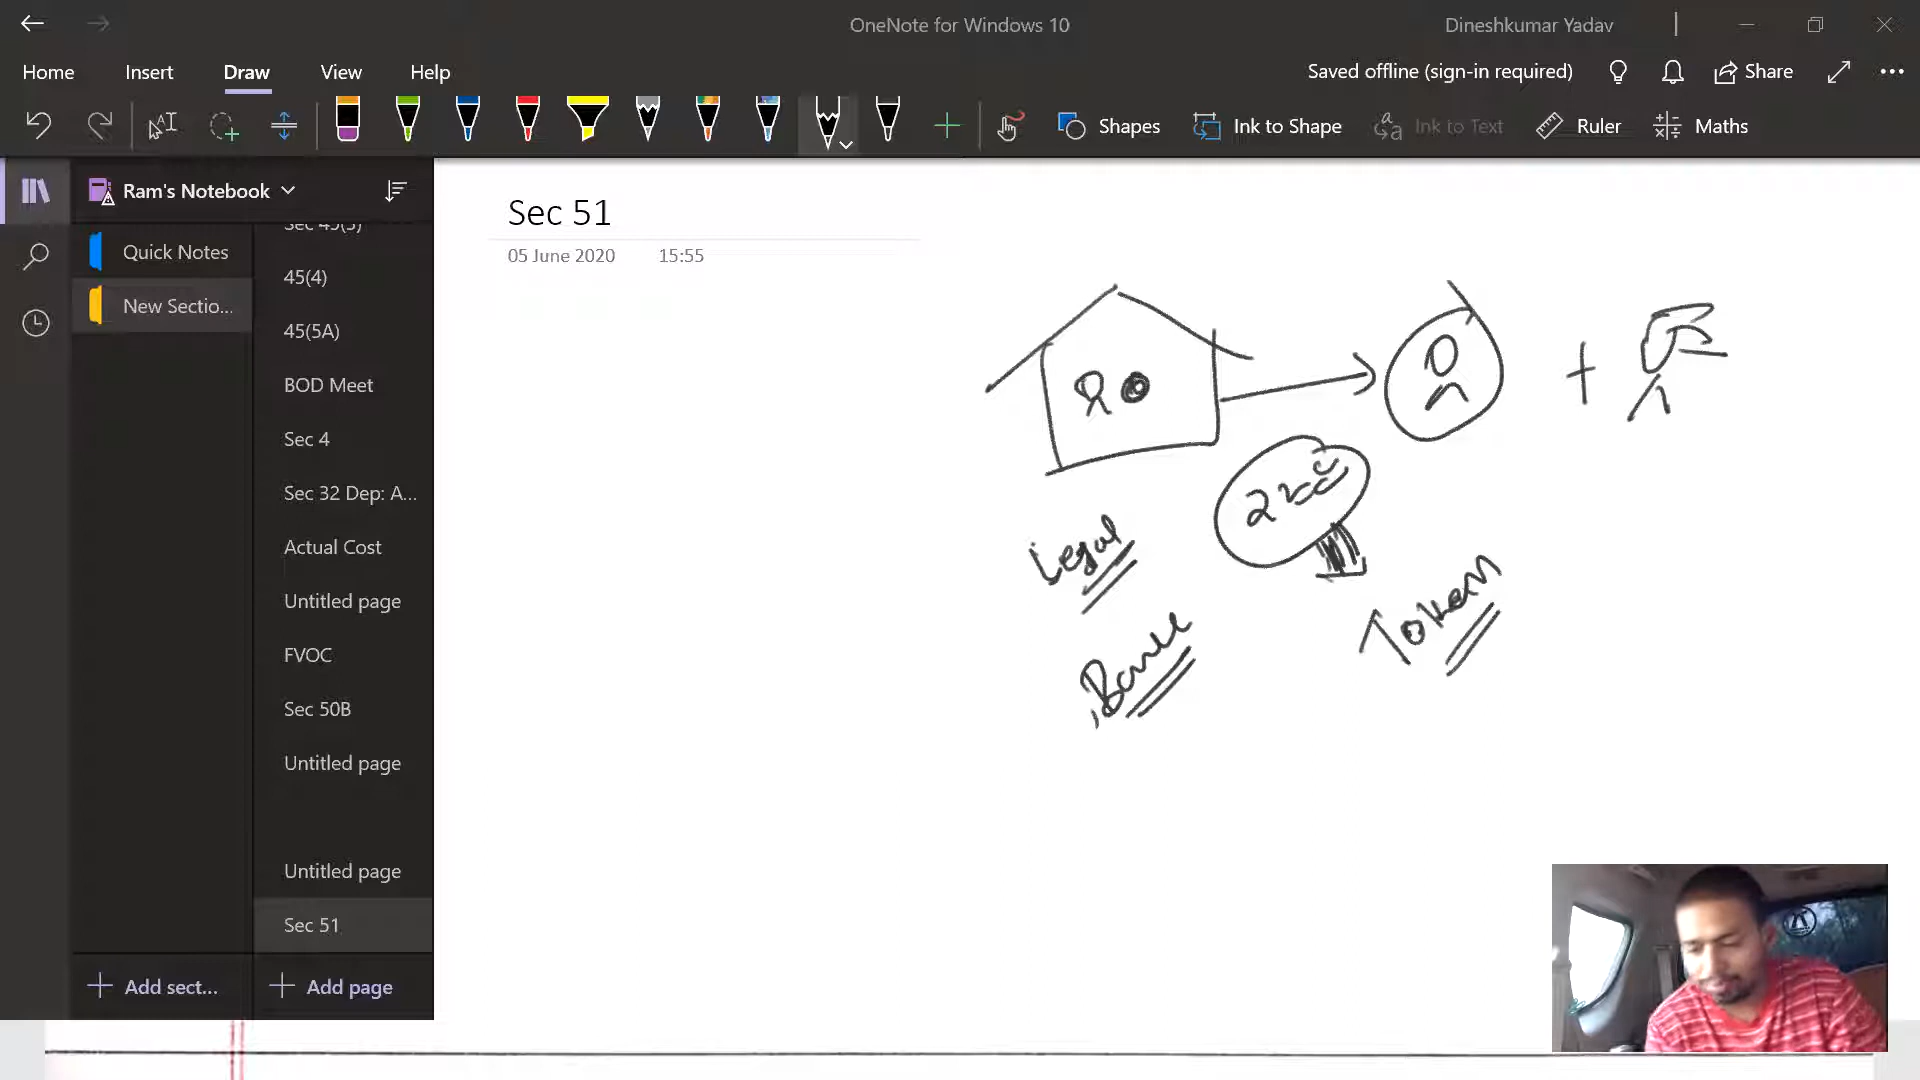 OneNote for Windows 10
Dineshkumar Yadav
Home Insert Draw View Help
Saved offline (sign-in required)
Share
Shapes
Ink to Shape
Ink to Text
Ruler
Maths
Ram's Notebook
Quick Notes
New Sectio...
Sec 45(5)
45(4)
45(5A)
BOD Meet
Sec 4
Sec 32 Dep: A...
Actual Cost
Untitled page
FVOC
Sec 50B
Untitled page
Untitled page
Sec 51
Add sect...
Add page
Sec 51
05 June 2020 15:55
Legal
Token